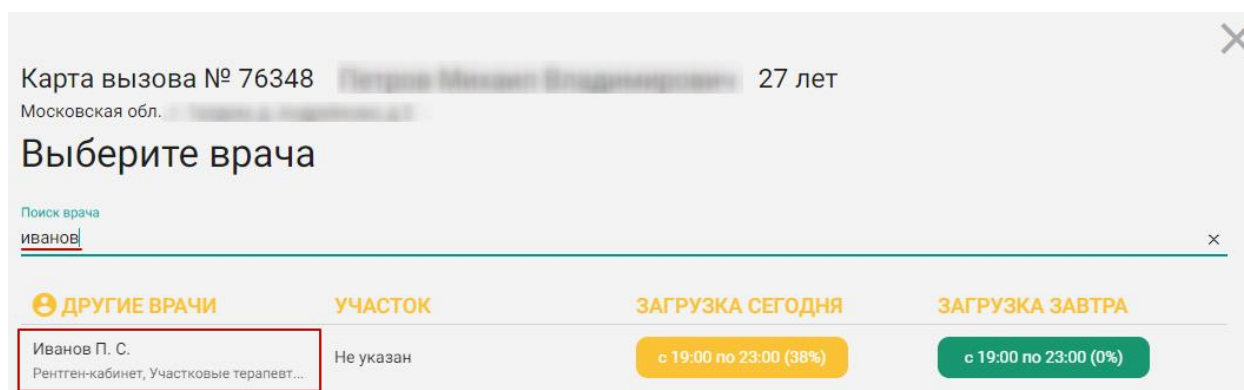 Карта вызова № 76348 27 лет
Московская обл.
Выберите врача
Поиск врача
иванов
ДРУГИЕ ВРАЧИ УЧАСТОК ЗАГРУЗКА СЕГОДНЯ ЗАГРУЗКА ЗАВТРА
Иванов П. С. Не указан с 19:00 по 23:00 (38%) с 19:00 по 23:00 (0%)
Рентген-кабинет, Участковые терапевт...